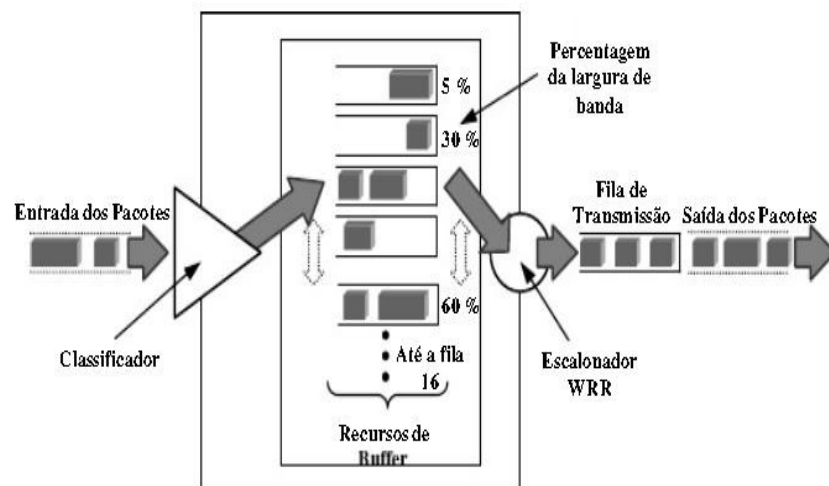 Percentagem
da largura de
banda
5 %
30 %
60 %
Entrada dos Pacotes
Classificador
Até a fila
16
Recursos de
Buffer
Fila de
Transmissão
Saída dos Pacotes
Escalonador
WRR